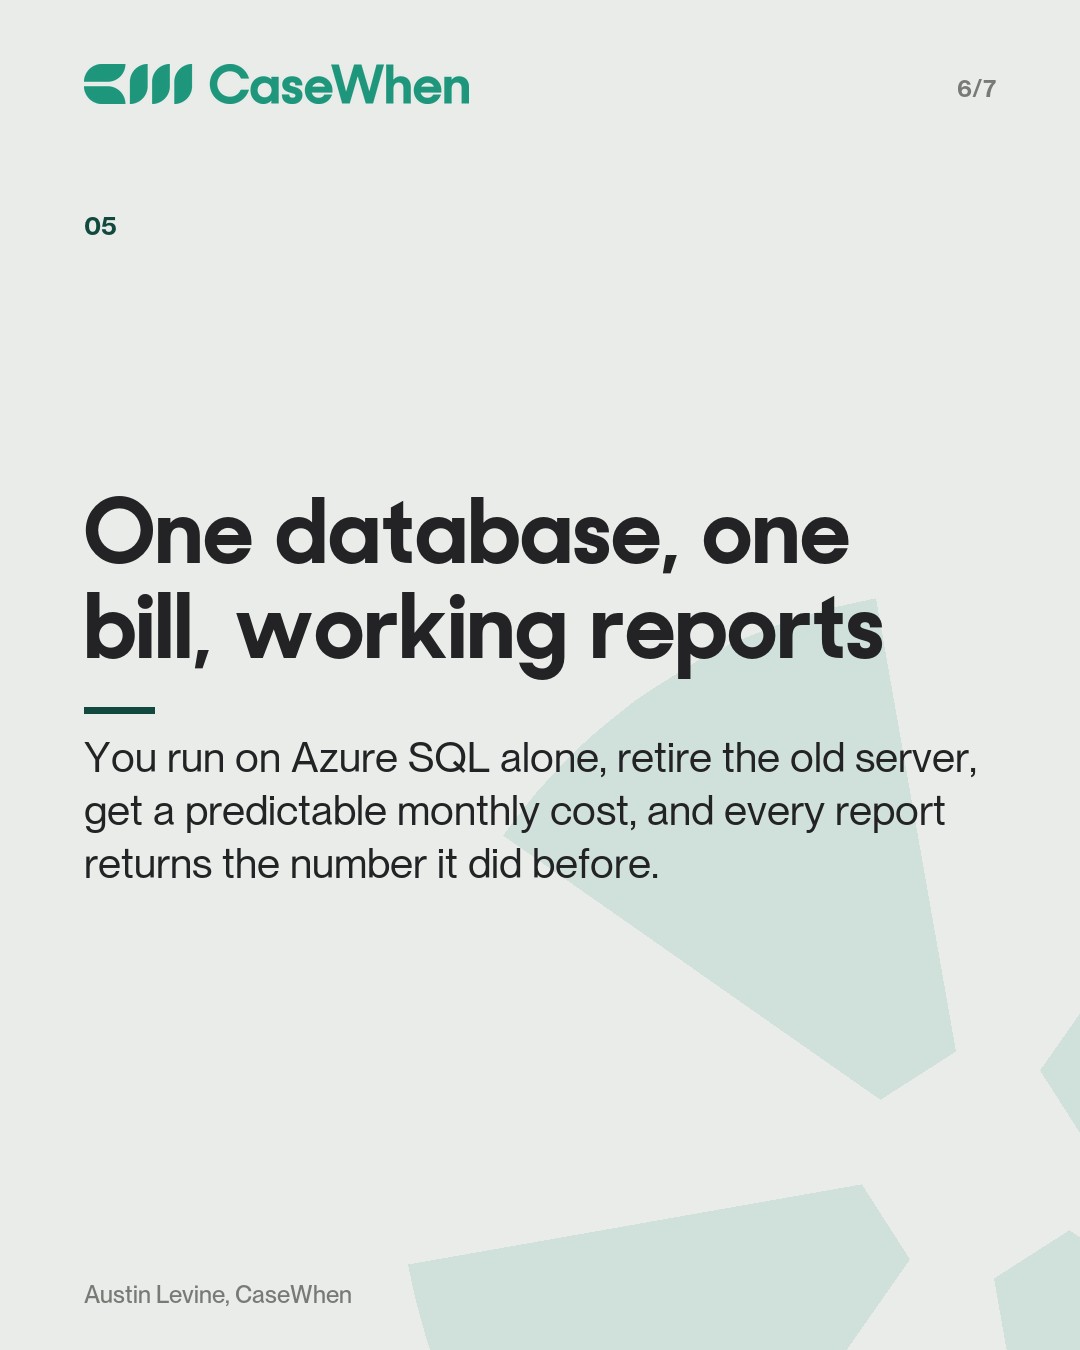 CaseWhen
6/7
05
One database, one
bill, working reports
You run on Azure SQL alone, retire the old server,
get a predictable monthly cost, and every report
returns the number it did before.
Austin Levine, CaseWhen